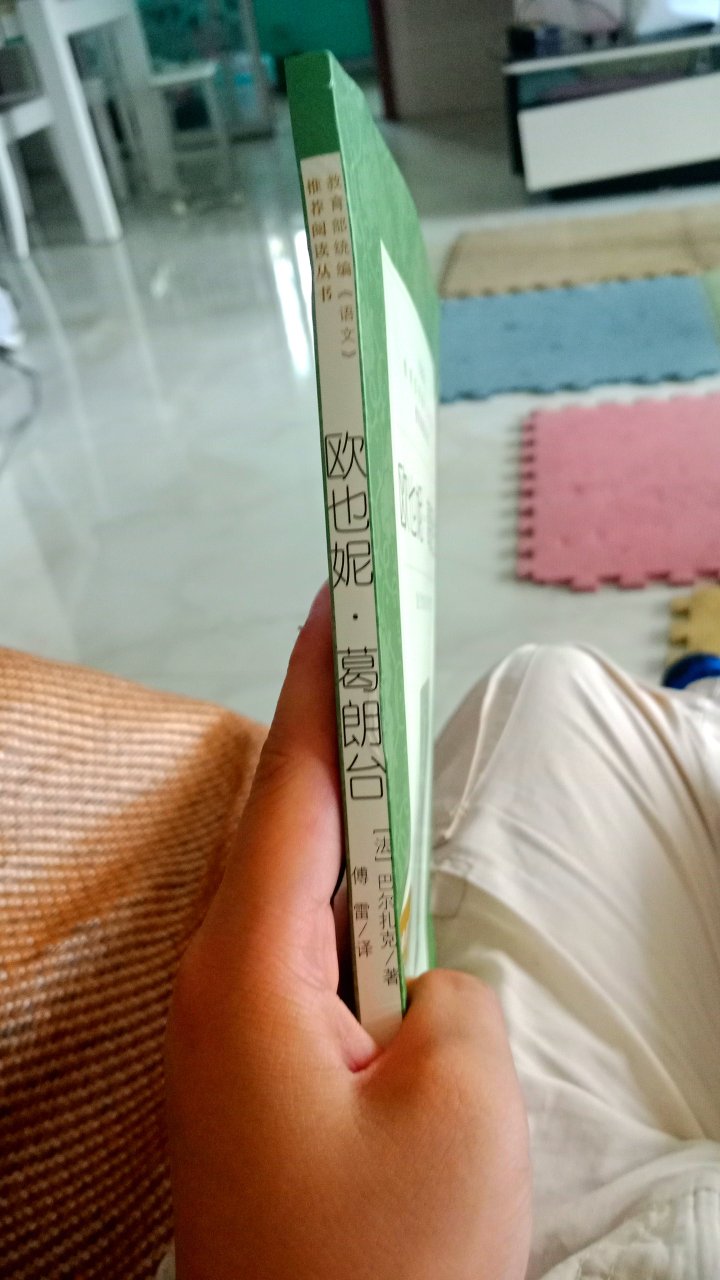 教育部统编《语文》
推荐阅读丛书
欧也妮·葛朗台
[法]巴尔扎克/著
傅雷/译